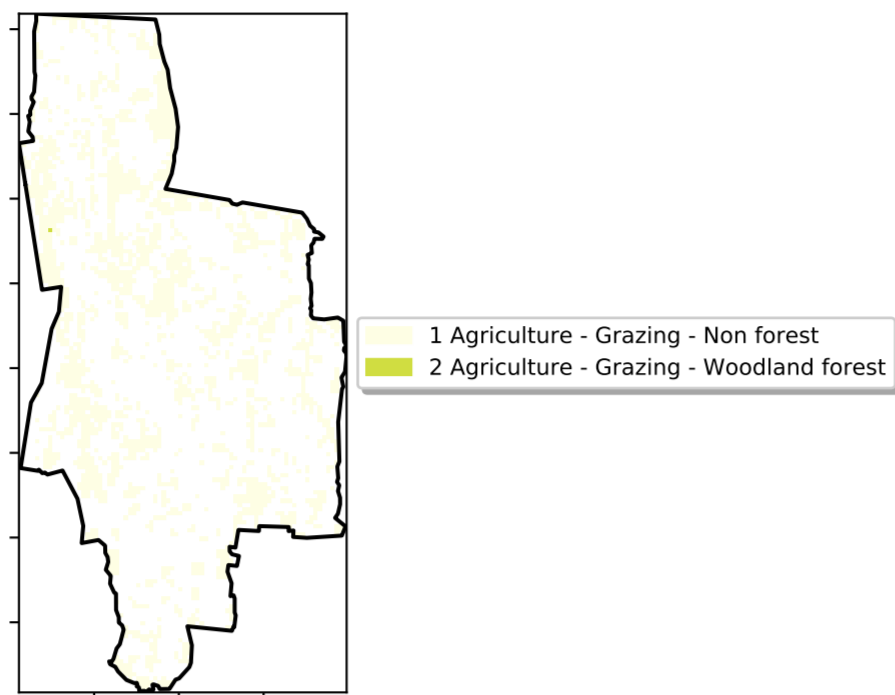 1 Agriculture - Grazing - Non forest
2 Agriculture - Grazing - Woodland forest